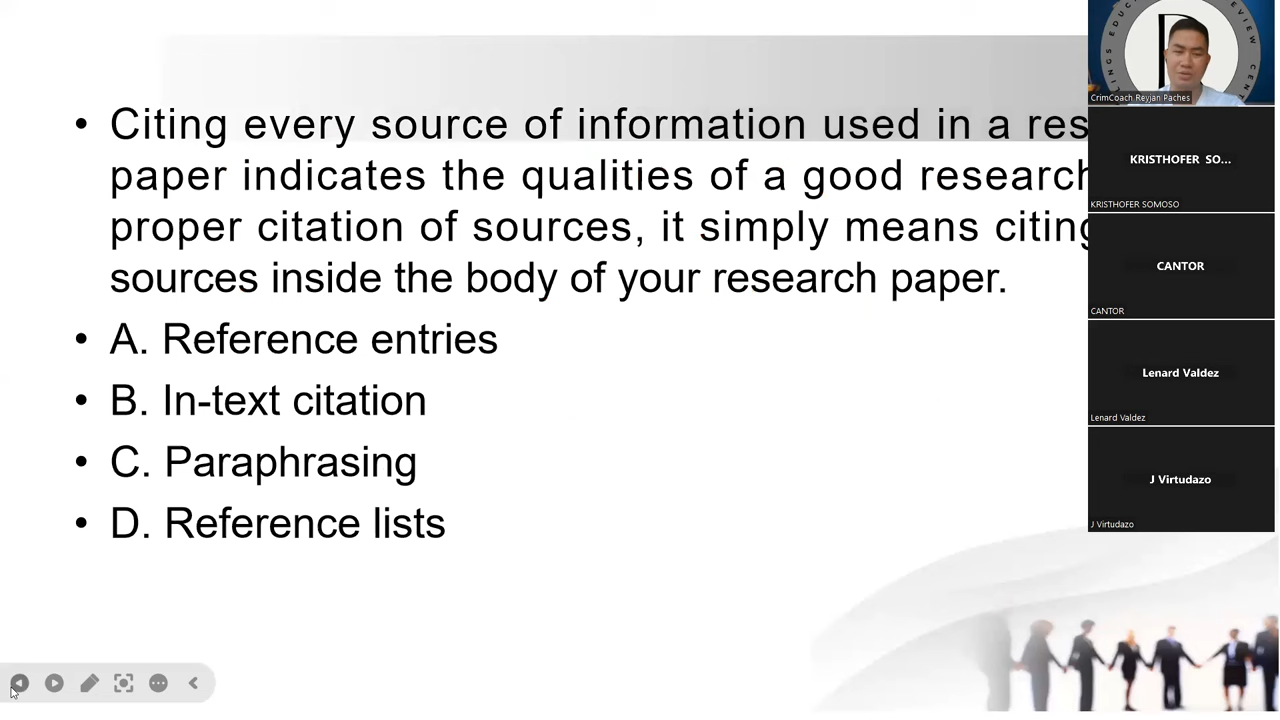 • Citing every source of information used in a res
paper indicates the qualities of a good research
proper citation of sources, it simply means citing
sources inside the body of your research paper.
• A. Reference entries
• B. In-text citation
• C. Paraphrasing
• D. Reference lists
CrimCoach Reyjan Paches
KRISTHOFER SO...
KRISTHOFER SOMOSO
CANTOR
CANTOR
Lenard Valdez
Lenard Valdez
J Virtudazo
J Virtudazo